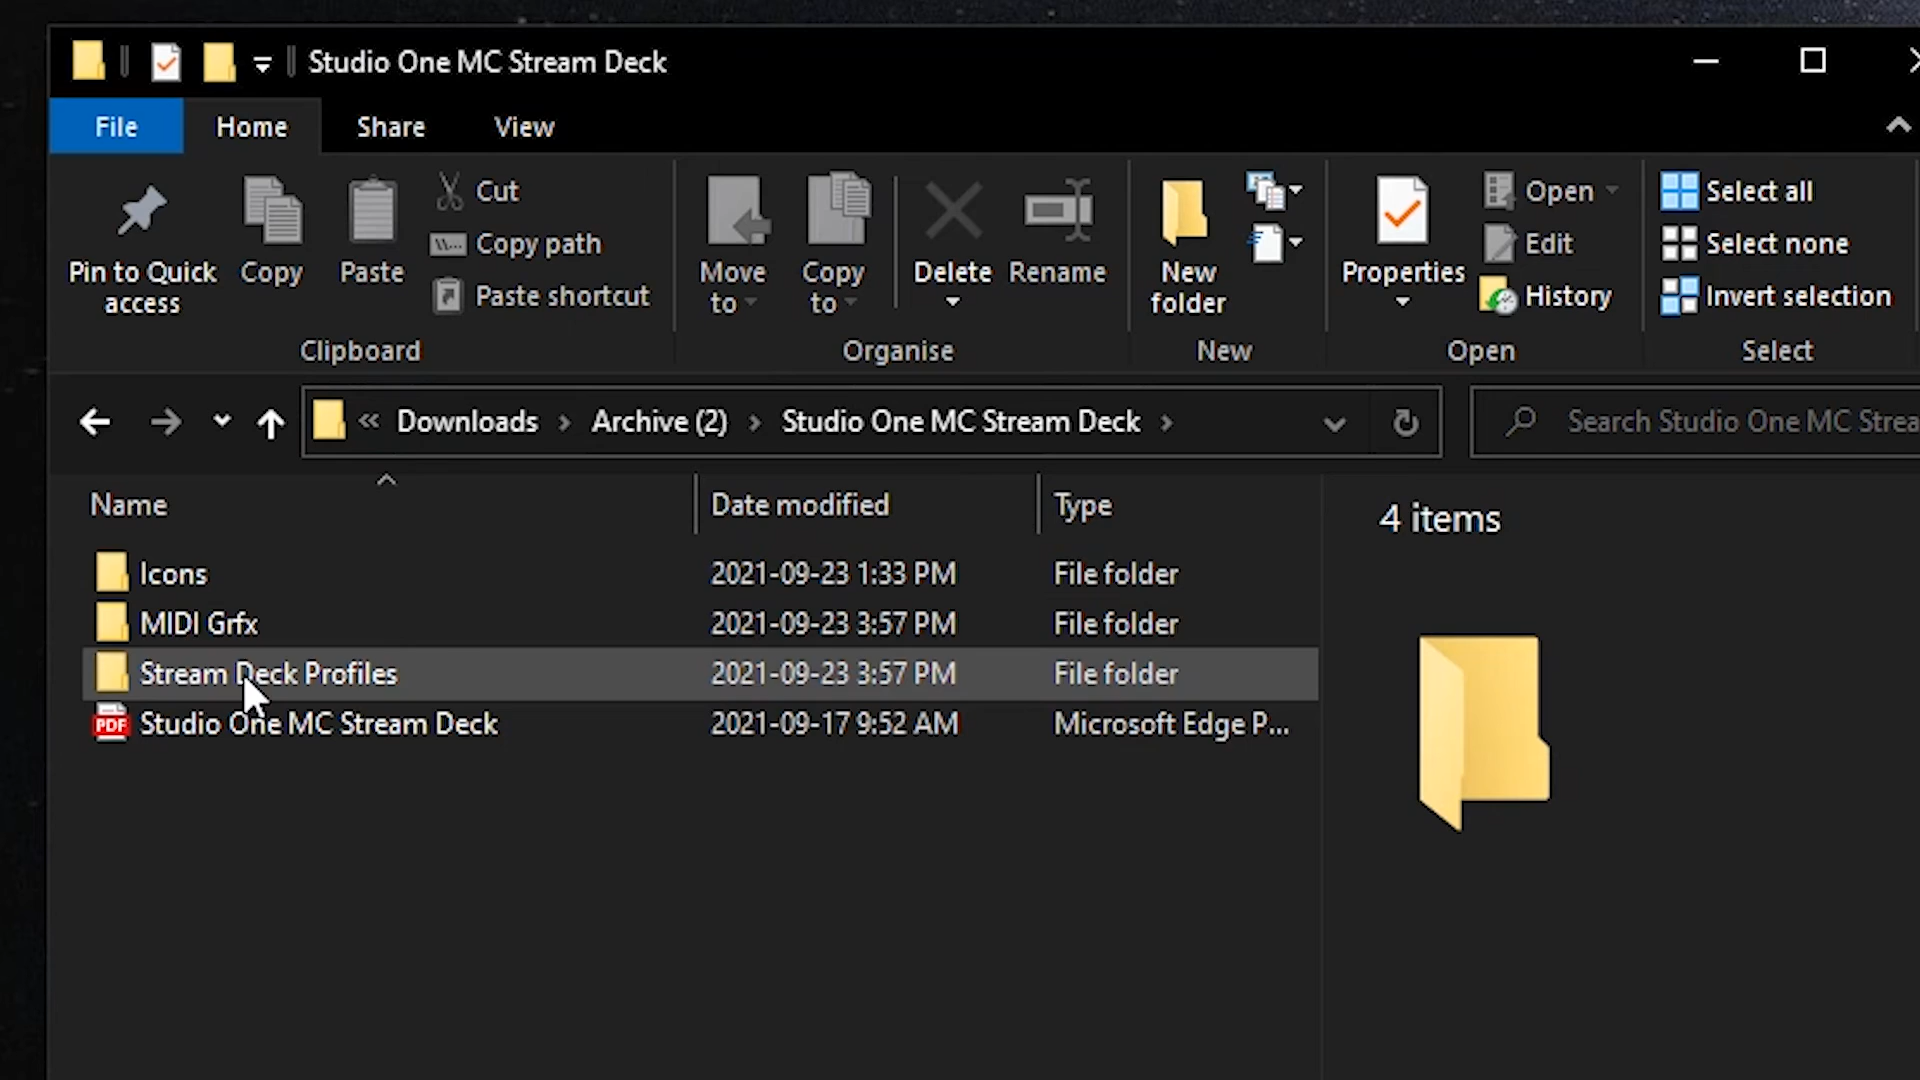 Studio One MC Stream Deck
File Home Share View
Pin to Quick access
Copy
Paste
Cut
Copy path
Paste shortcut
Clipboard
Move to
Copy to
Delete
Rename
Organise
New folder
New
Properties
Open
Edit
History
Open
Select all
Select none
Invert selection
Select
« Downloads › Archive (2) › Studio One MC Stream Deck ›
Search Studio One MC Strea
Name Date modified Type
4 items
Icons 2021-09-23 1:33 PM File folder
MIDI Grfx 2021-09-23 3:57 PM File folder
Stream Deck Profiles 2021-09-23 3:57 PM File folder
PDF Studio One MC Stream Deck 2021-09-17 9:52 AM Microsoft Edge P...